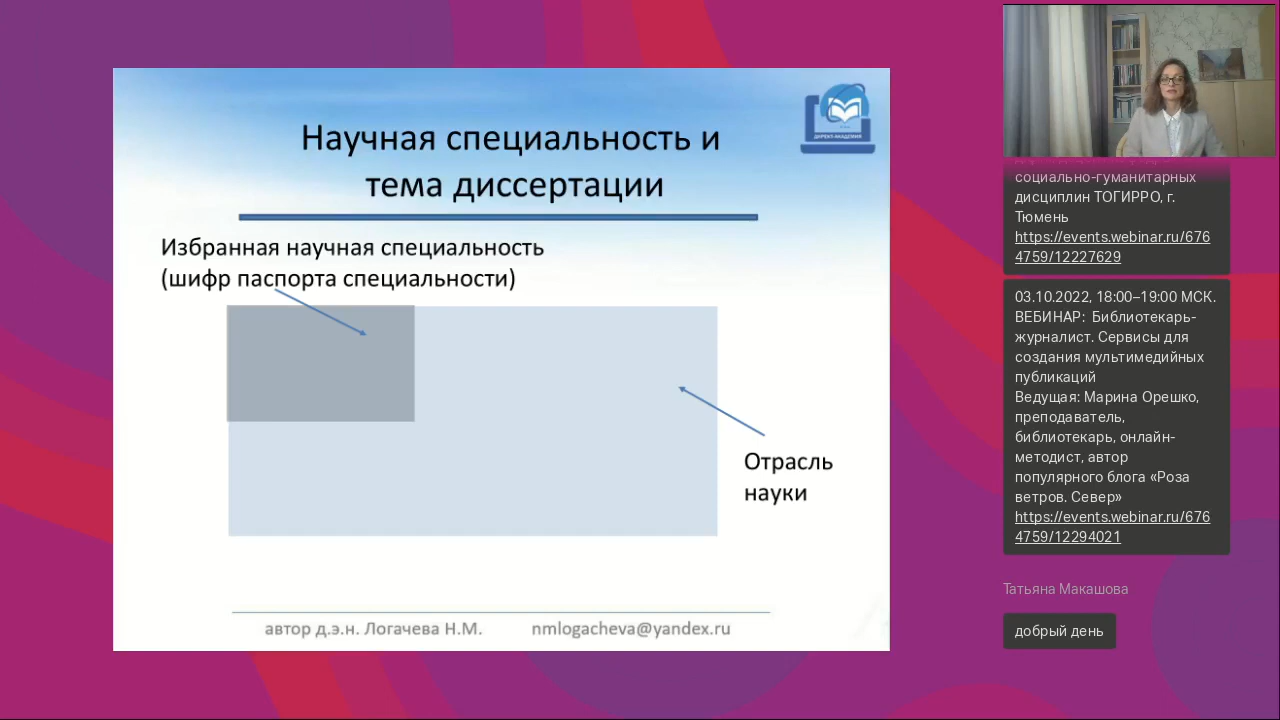 Научная специальность и
тема диссертации
ДИРЕКТ-АКАДЕМИЯ
Избранная научная специальность
(шифр паспорта специальности)
Отрасль
науки
автор д.э.н. Логачева Н.М.
nmlogacheva@yandex.ru
социально-гуманитарных
дисциплин ТОГИРРО, г.
Тюмень
https://events.webinar.ru/676
4759/12227629
03.10.2022, 18:00–19:00 МСК.
ВЕБИНАР: Библиотекарь-
журналист. Сервисы для
создания мультимедийных
публикаций
Ведущая: Марина Орешко,
преподаватель,
библиотекарь, онлайн-
методист, автор
популярного блога «Роза
ветров. Север»
https://events.webinar.ru/676
4759/12294021
Татьяна Макашова
добрый день